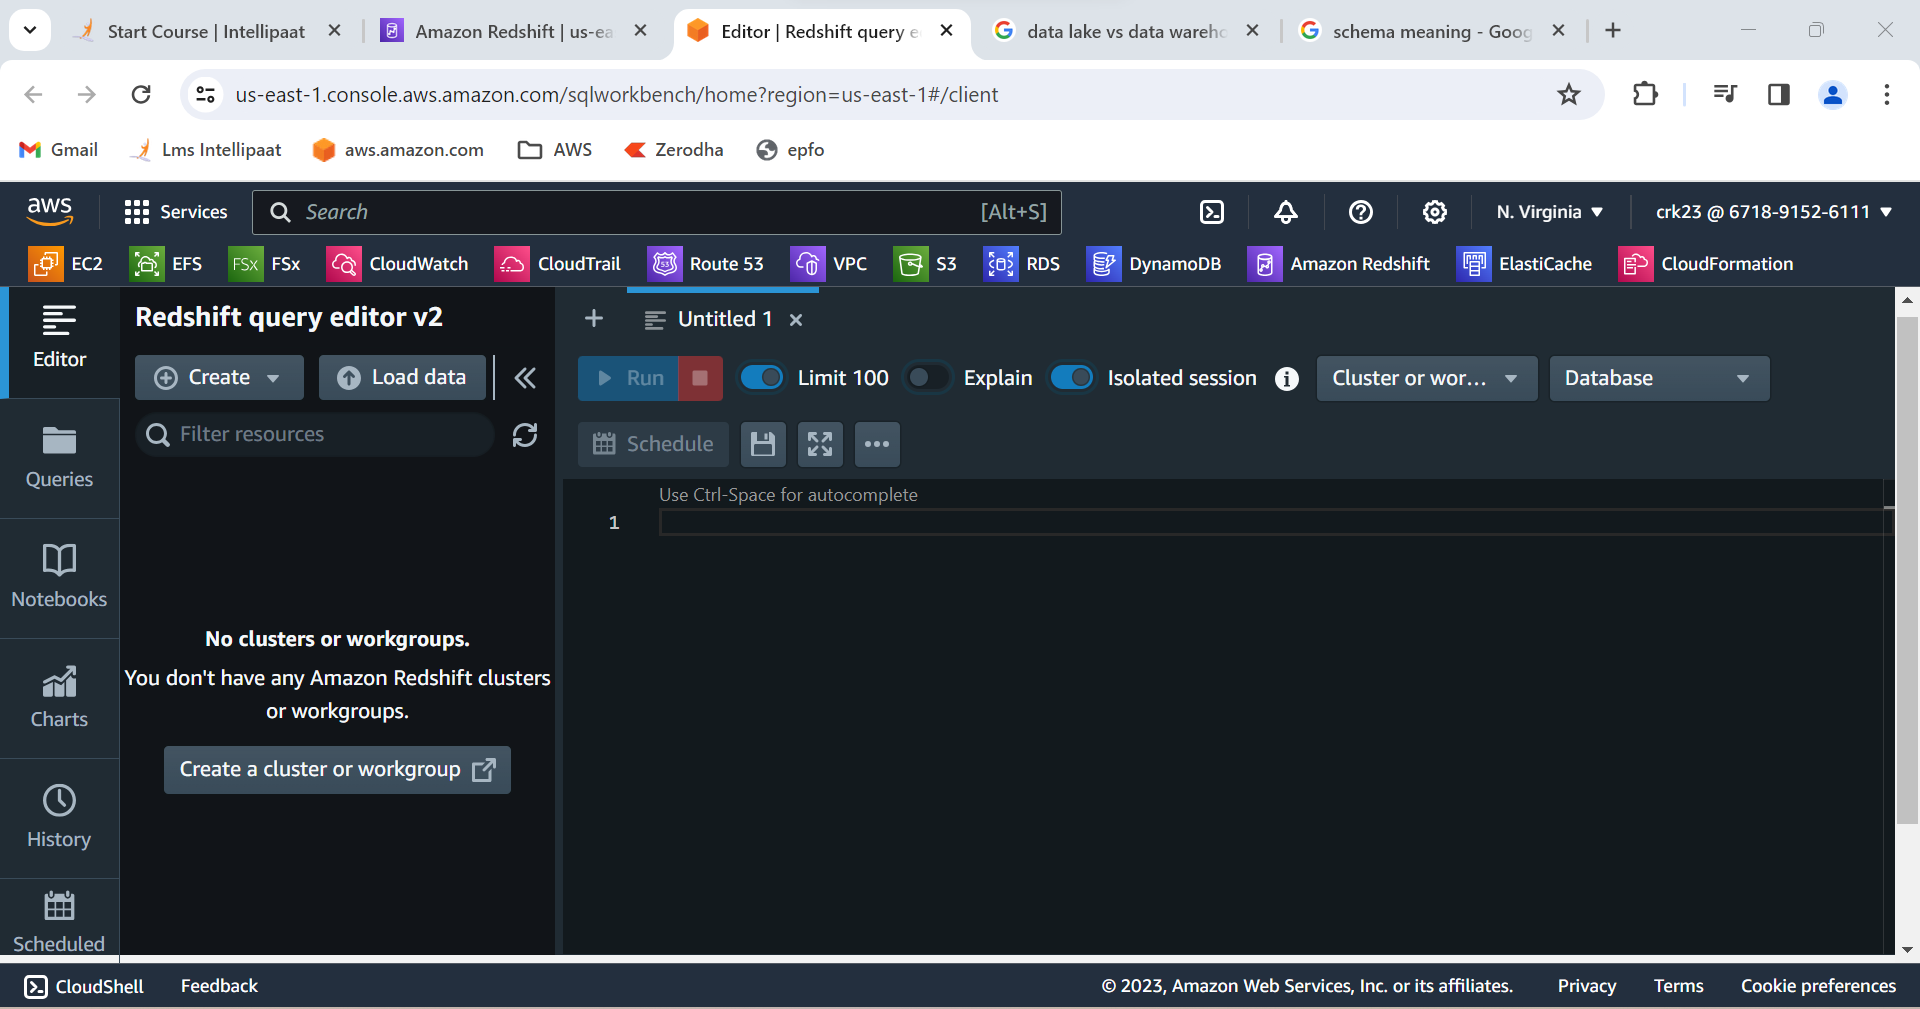 Start Course | Intellipaat
Amazon Redshift | us-ea
Editor | Redshift query e
data lake vs data wareho
schema meaning - Goog
us-east-1.console.aws.amazon.com/sqlworkbench/home?region=us-east-1#/client
Gmail
Lms Intellipaat
aws.amazon.com
AWS
Zerodha
epfo
aws
Services
Search
[Alt+S]
N. Virginia
crk23 @ 6718-9152-6111
EC2
EFS
FSx
FSx
CloudWatch
CloudTrail
53
Route 53
VPC
S3
RDS
DynamoDB
Amazon Redshift
ElastiCache
CloudFormation
Editor
Queries
Notebooks
Charts
History
Scheduled
Redshift query editor v2
Create
Load data
Filter resources
No clusters or workgroups.
You don't have any Amazon Redshift clusters
or workgroups.
Create a cluster or workgroup
Untitled 1
Run
Limit 100
Explain
Isolated session
Cluster or wor...
Database
Schedule
Use Ctrl-Space for autocomplete
1
CloudShell
Feedback
© 2023, Amazon Web Services, Inc. or its affiliates.
Privacy
Terms
Cookie preferences